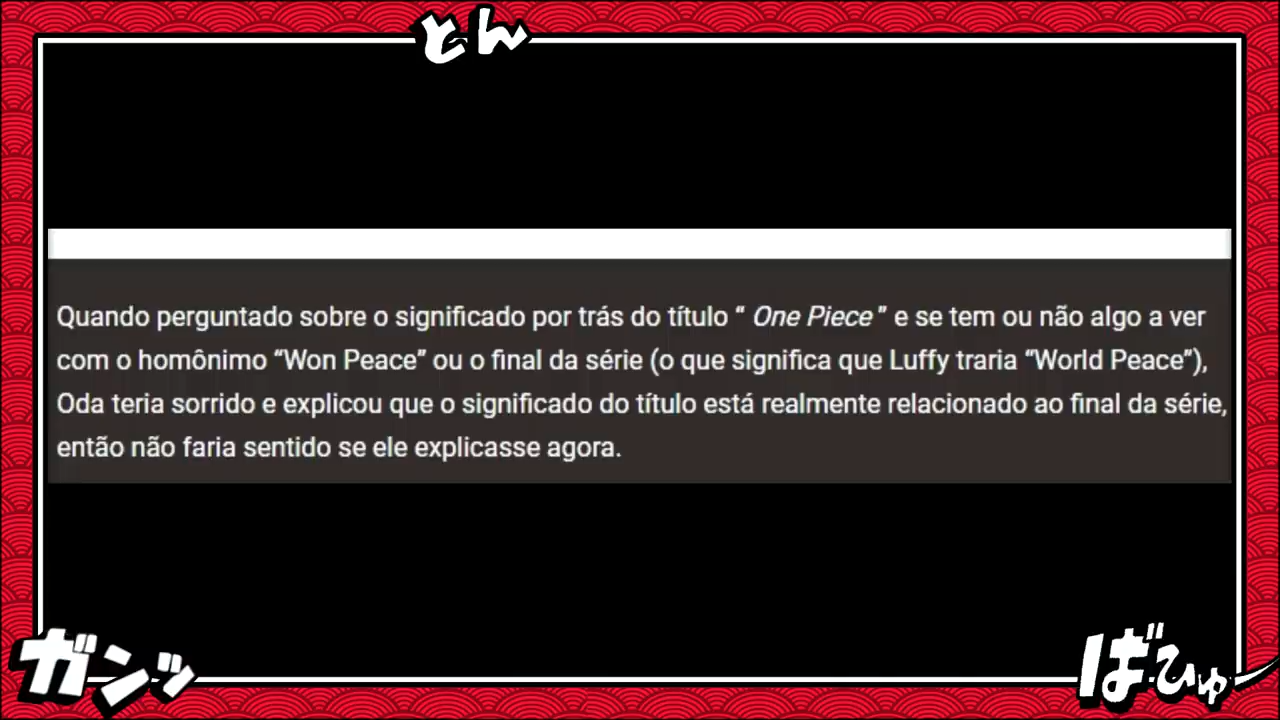 とん
Quando perguntado sobre o significado por trás do título “ One Piece ” e se tem ou não algo a ver
com o homônimo “Won Peace” ou o final da série (o que significa que Luffy traria “World Peace”),
Oda teria sorrido e explicou que o significado do título está realmente relacionado ao final da série,
então não faria sentido se ele explicasse agora.
ガンッ
ばひゅー